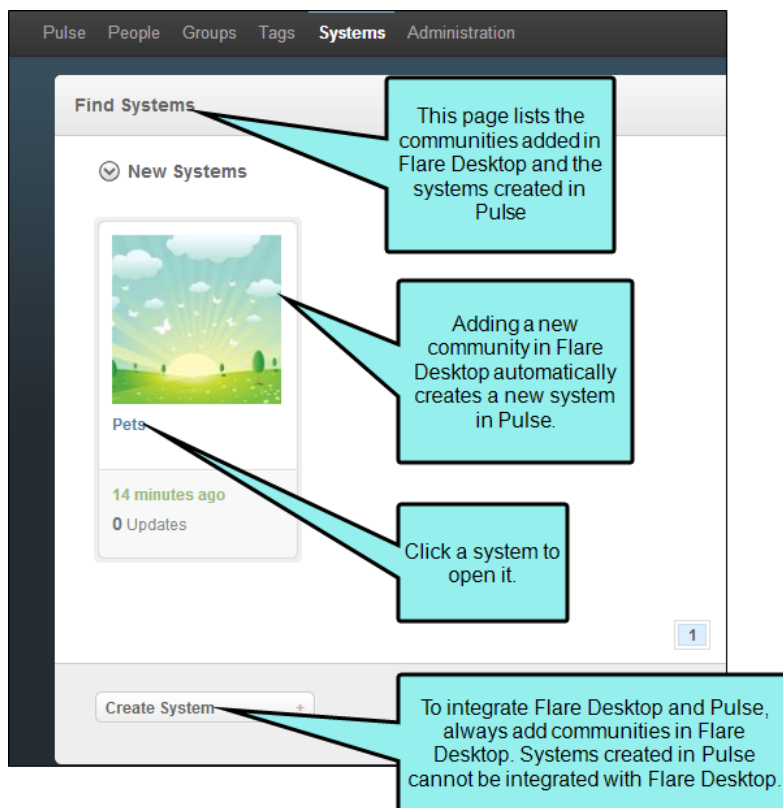 Pulse People Groups Tags Systems Administration
Find Systems
This page lists the
communities added in
Flare Desktop and the
systems created in
Pulse
New Systems
Adding a new
community in Flare
Desktop automatically
creates a new system
in Pulse.
Pets
14 minutes ago
0 Updates
Click a system to
open it.
1
Create System +
To integrate Flare Desktop and Pulse,
always add communities in Flare
Desktop. Systems created in Pulse
cannot be integrated with Flare Desktop.